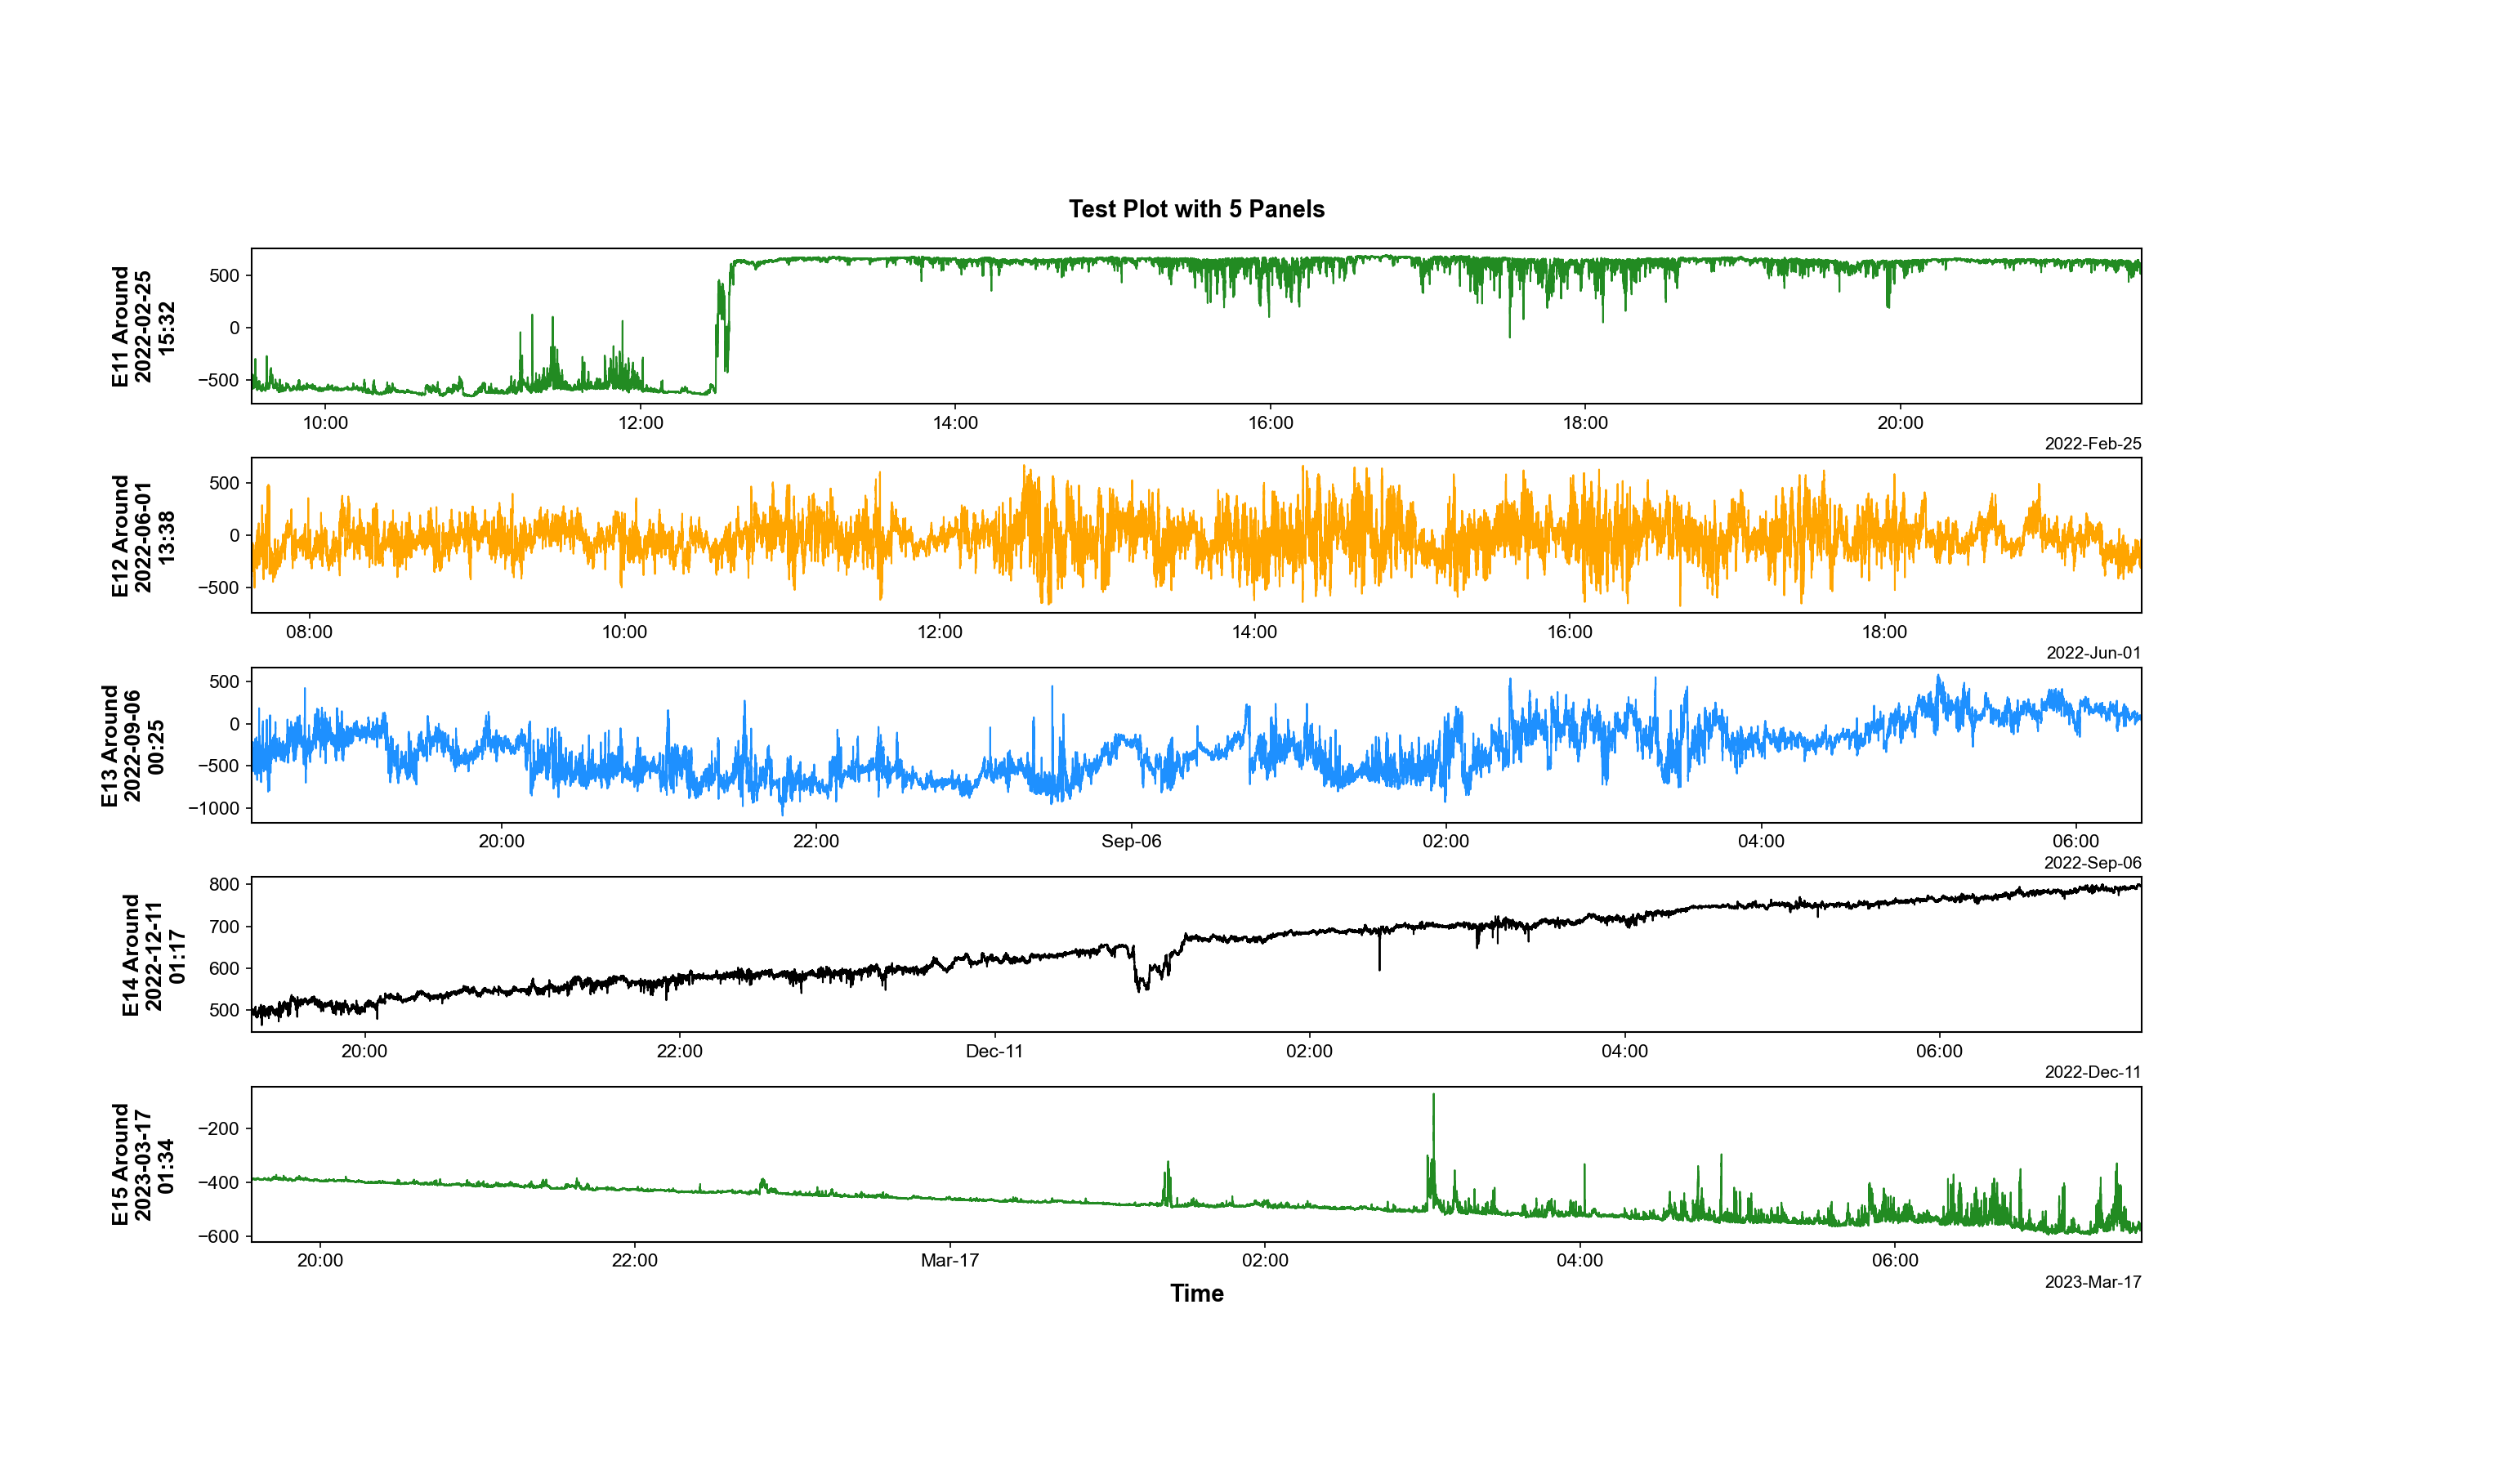 Test Plot with 5 Panels
E11 Around
2022-02-25
15:32
500
0
−500
10:00 12:00 14:00 16:00 18:00 20:00
2022-Feb-25
E12 Around
2022-06-01
13:38
500
0
−500
08:00 10:00 12:00 14:00 16:00 18:00
2022-Jun-01
E13 Around
2022-09-06
00:25
500
0
−500
−1000
20:00 22:00 Sep-06 02:00 04:00 06:00
2022-Sep-06
E14 Around
2022-12-11
01:17
800
700
600
500
20:00 22:00 Dec-11 02:00 04:00 06:00
2022-Dec-11
E15 Around
2023-03-17
01:34
−200
−400
−600
20:00 22:00 Mar-17 02:00 04:00 06:00
2023-Mar-17
Time